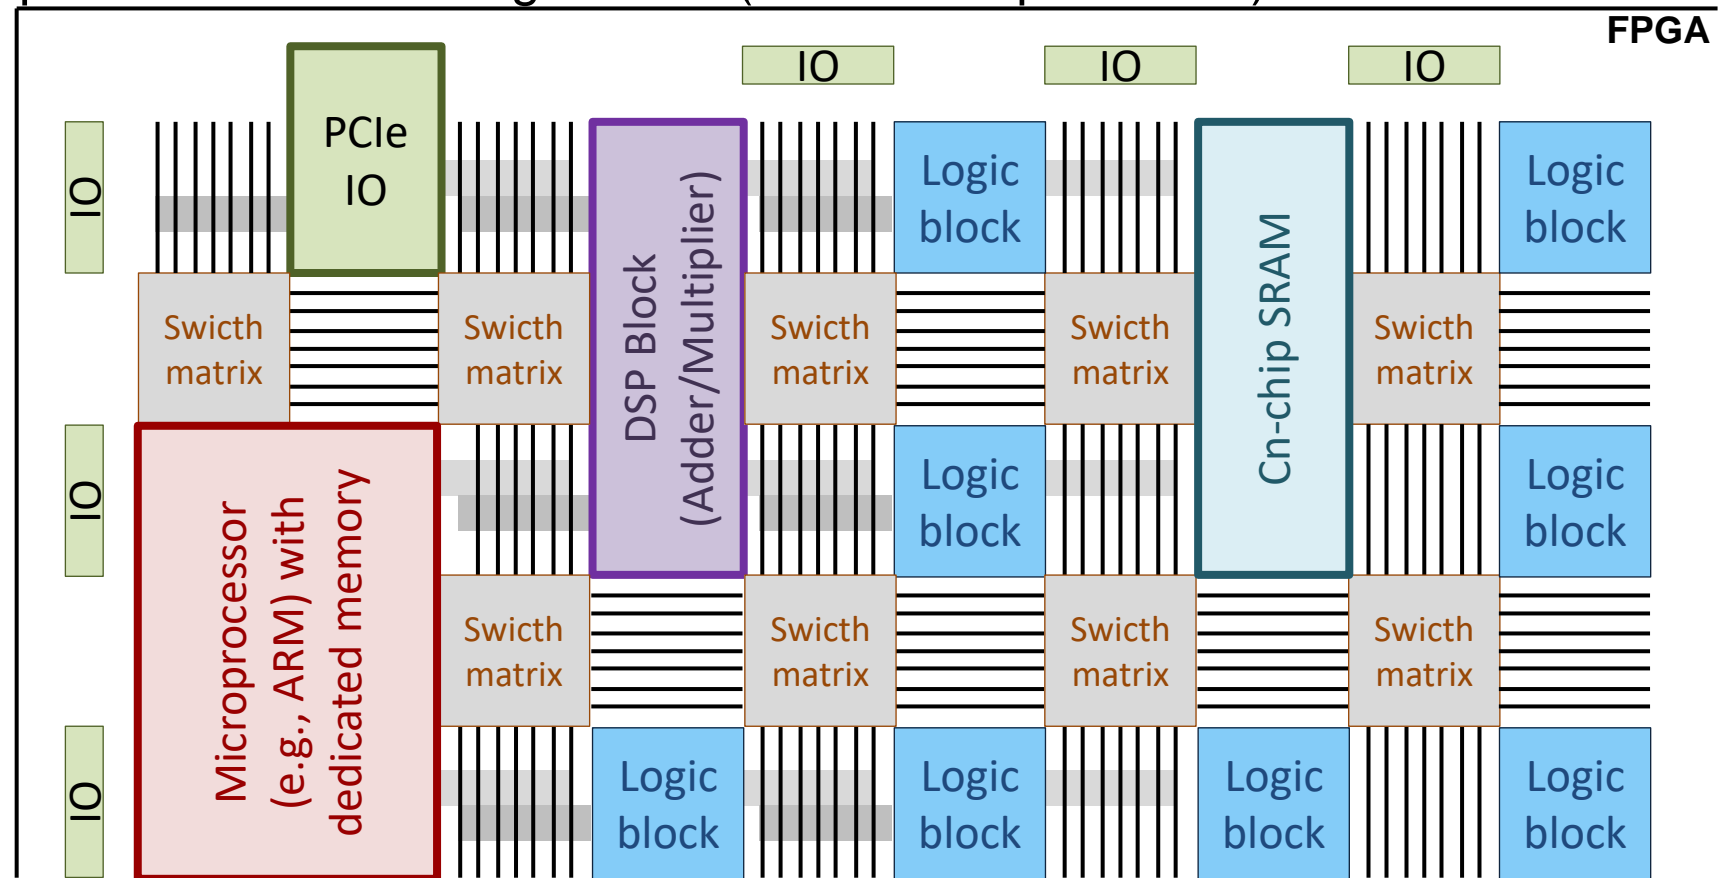 FPGA
IO
IO
IO
PCIe
IO
IO
DSP Block
(Adder/Multiplier)
Logic
block
Cn-chip SRAM
Logic
block
Swicth
matrix
Swicth
matrix
Swicth
matrix
Swicth
matrix
Swicth
matrix
IO
Microprocessor
(e.g., ARM) with
dedicated memory
Logic
block
Logic
block
Swicth
matrix
Swicth
matrix
Swicth
matrix
Swicth
matrix
IO
Logic
block
Logic
block
Logic
block
Logic
block